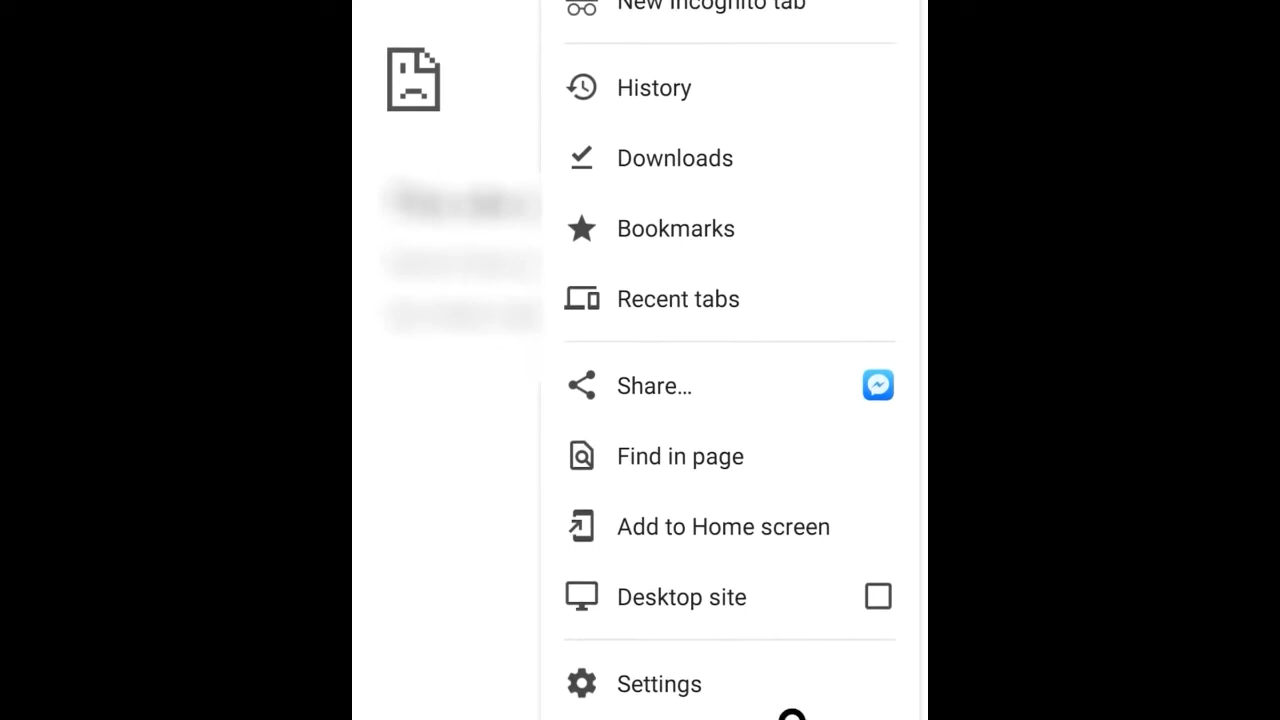 New Incognito tab
History
Downloads
Bookmarks
Recent tabs
Share...
Find in page
Add to Home screen
Desktop site
Settings